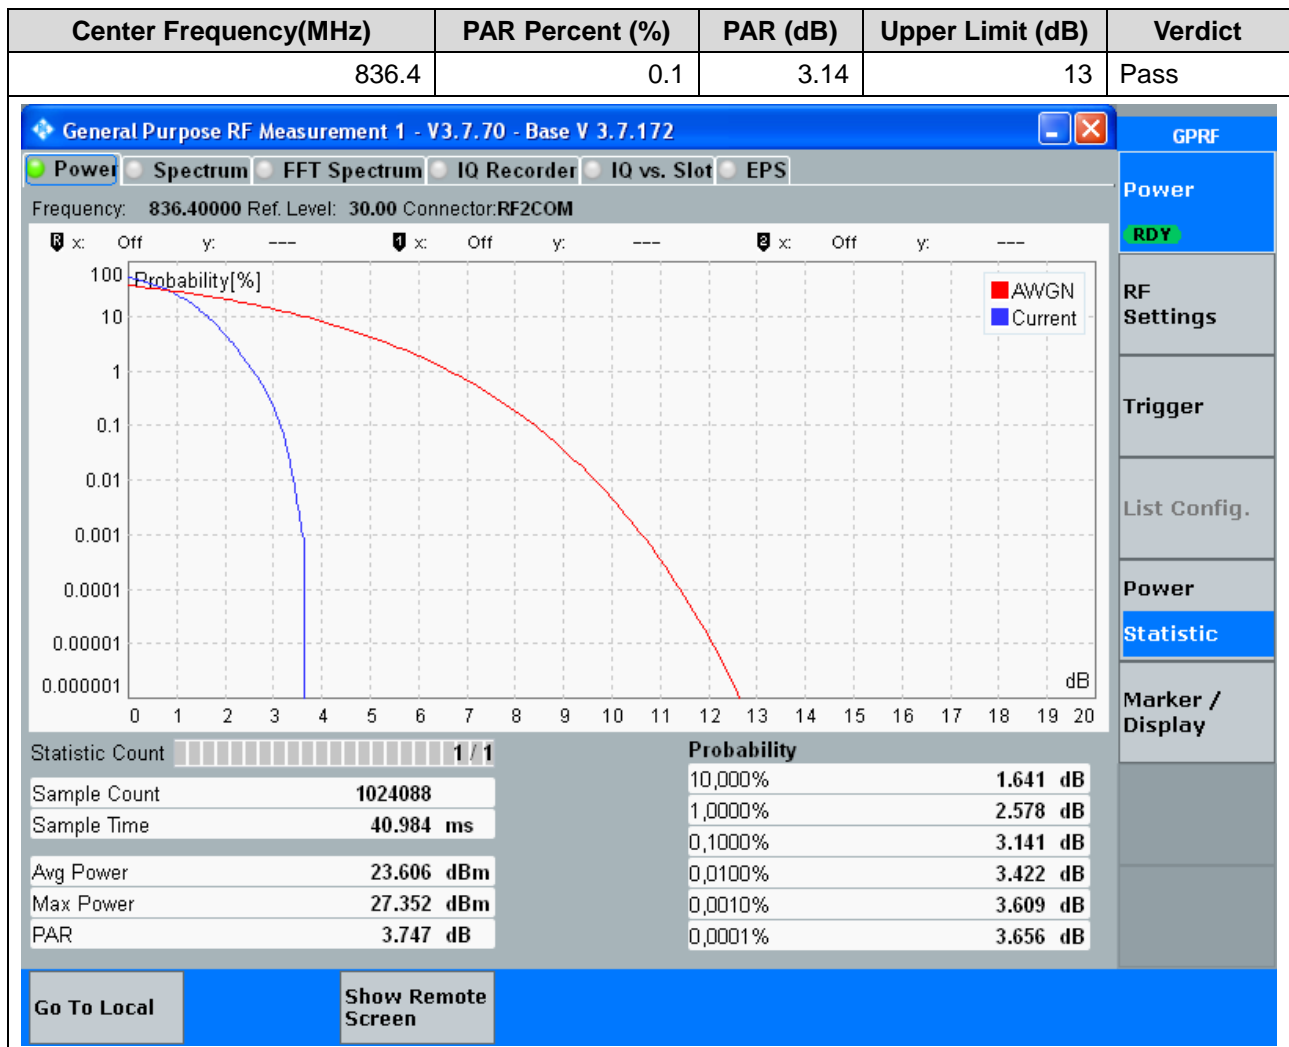 Center Frequency(MHz) PAR Percent (%) PAR (dB) Upper Limit (dB) Verdict
836.4 0.1 3.14 13 Pass
General Purpose RF Measurement 1 - V3.7.70 - Base V 3.7.172
GPRF
Power Spectrum FFT Spectrum IQ Recorder IQ vs. Slot EPS
Frequency: 836.40000 Ref. Level: 30.00 Connector:RF2COM
R x: Off y: --- 1 x: Off y: --- 2 x: Off y: ---
Probability[%]
AWGN
Current
100
10
1
0.1
0.01
0.001
0.0001
0.00001
0.000001
dB
0 1 2 3 4 5 6 7 8 9 10 11 12 13 14 15 16 17 18 19 20
Statistic Count 1 / 1
Sample Count 1024088
Sample Time 40.984 ms
Avg Power 23.606 dBm
Max Power 27.352 dBm
PAR 3.747 dB
Probability
10,000% 1.641 dB
1,0000% 2.578 dB
0,1000% 3.141 dB
0,0100% 3.422 dB
0,0010% 3.609 dB
0,0001% 3.656 dB
Power
RDY
RF
Settings
Trigger
List Config.
Power
Statistic
Marker /
Display
Go To Local
Show Remote
Screen